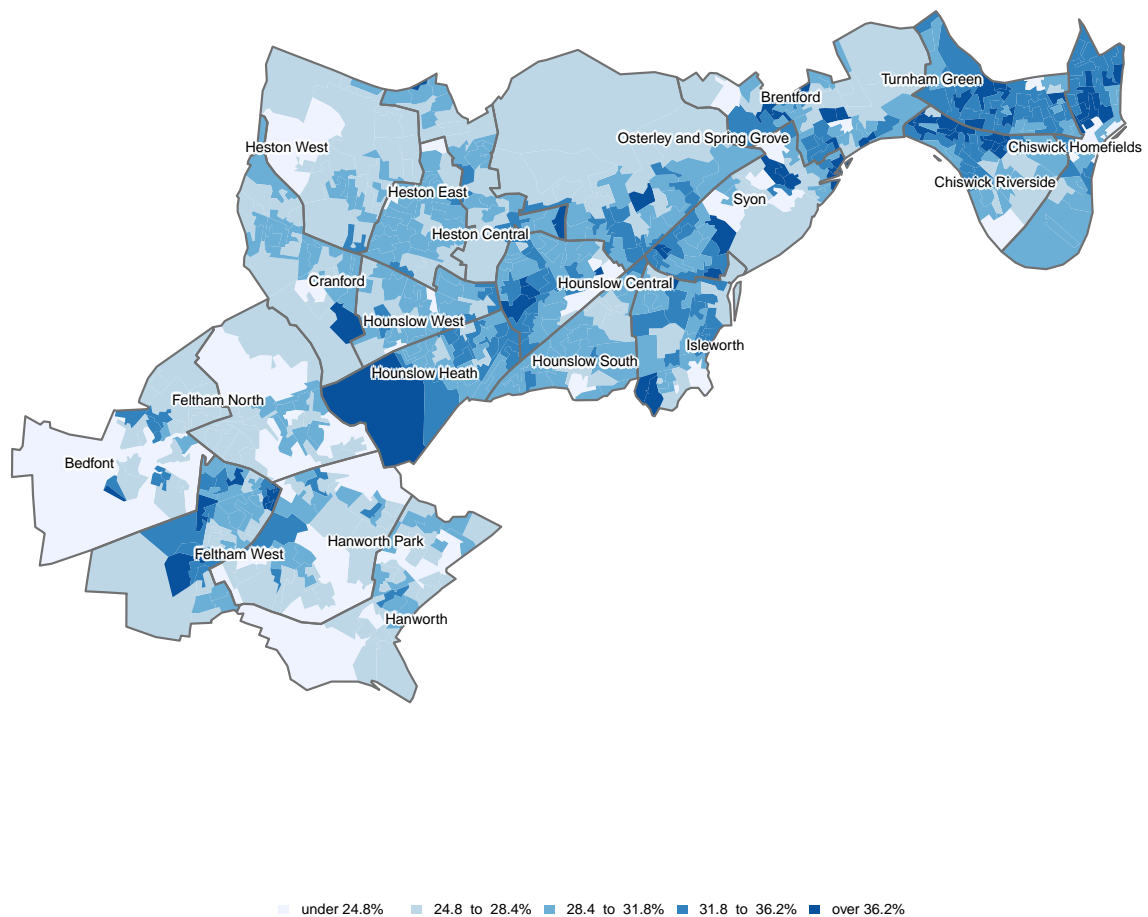 Turnham Green
Brentford
Osterley and Spring Grove
Heston West
Chiswick Homefields
Chiswick Riverside
Heston East
Syon
Heston Central
Cranford
Hounslow Central
Hounslow West
Isleworth
Hounslow South
Hounslow Heath
Feltham North
Bedfont
Hanworth Park
Feltham West
Hanworth
under 24.8% 24.8 to 28.4% 28.4 to 31.8% 31.8 to 36.2% over 36.2%